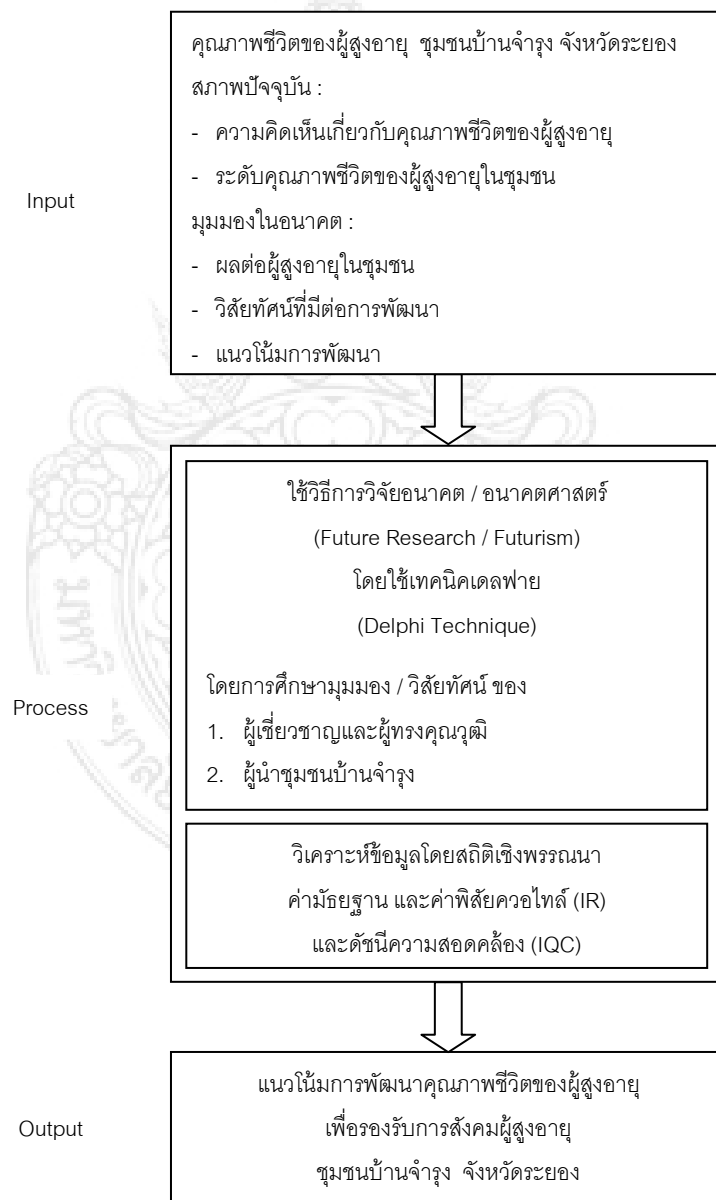 คุณภาพชีวิตของผู้สูงอายุ ชุมชนบ้านจำรุง จังหวัดระยอง
สภาพปัจจุบัน :
- ความคิดเห็นเกี่ยวกับคุณภาพชีวิตของผู้สูงอายุ
- ระดับคุณภาพชีวิตของผู้สูงอายุในชุมชน
Input
มุมมองในอนาคต :
- ผลต่อผู้สูงอายุในชุมชน
- วิสัยทัศน์ที่มีต่อการพัฒนา
- แนวโน้มการพัฒนา
ใช้วิธีการวิจัยอนาคต / อนาคตศาสตร์
(Future Research / Futurism)
โดยใช้เทคนิคเดลฟาย
(Delphi Technique)
โดยการศึกษามุมมอง / วิสัยทัศน์ ของ
Process
1. ผู้เชี่ยวชาญและผู้ทรงคุณวุฒิ
2. ผู้นำชุมชนบ้านจำรุง
วิเคราะห์ข้อมูลโดยสถิติเชิงพรรณนา
ค่ามัธยฐาน และค่าพิสัยควอไทล์ (IR)
และดัชนีความสอดคล้อง (IQC)
แนวโน้มการพัฒนาคุณภาพชีวิตของผู้สูงอายุ
Output
เพื่อรองรับการสังคมผู้สูงอายุ
ชุมชนบ้านจำรุง จังหวัดระยอง